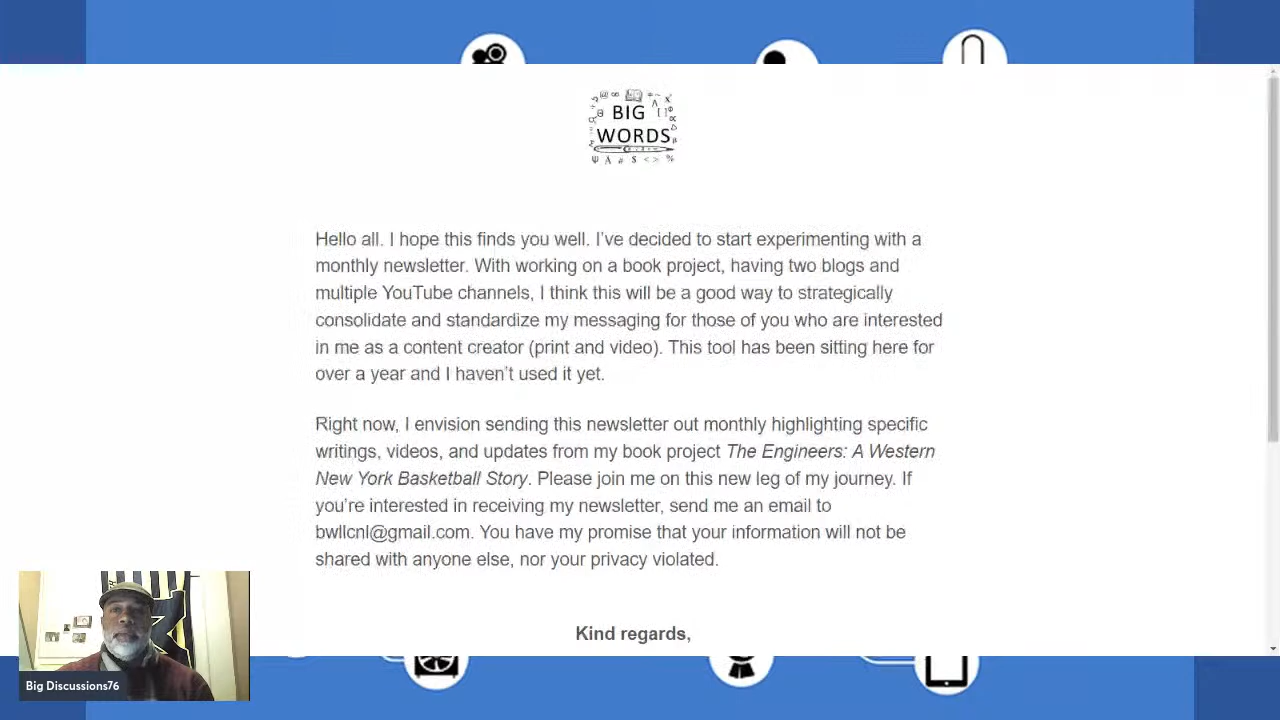 BIG
WORDS
Hello all. I hope this finds you well. I’ve decided to start experimenting with a
monthly newsletter. With working on a book project, having two blogs and
multiple YouTube channels, I think this will be a good way to strategically
consolidate and standardize my messaging for those of you who are interested
in me as a content creator (print and video). This tool has been sitting here for
over a year and I haven’t used it yet.
Right now, I envision sending this newsletter out monthly highlighting specific
writings, videos, and updates from my book project The Engineers: A Western
New York Basketball Story. Please join me on this new leg of my journey. If
you’re interested in receiving my newsletter, send me an email to
bwllcnl@gmail.com. You have my promise that your information will not be
shared with anyone else, nor your privacy violated.
Kind regards,
Big Discussions76